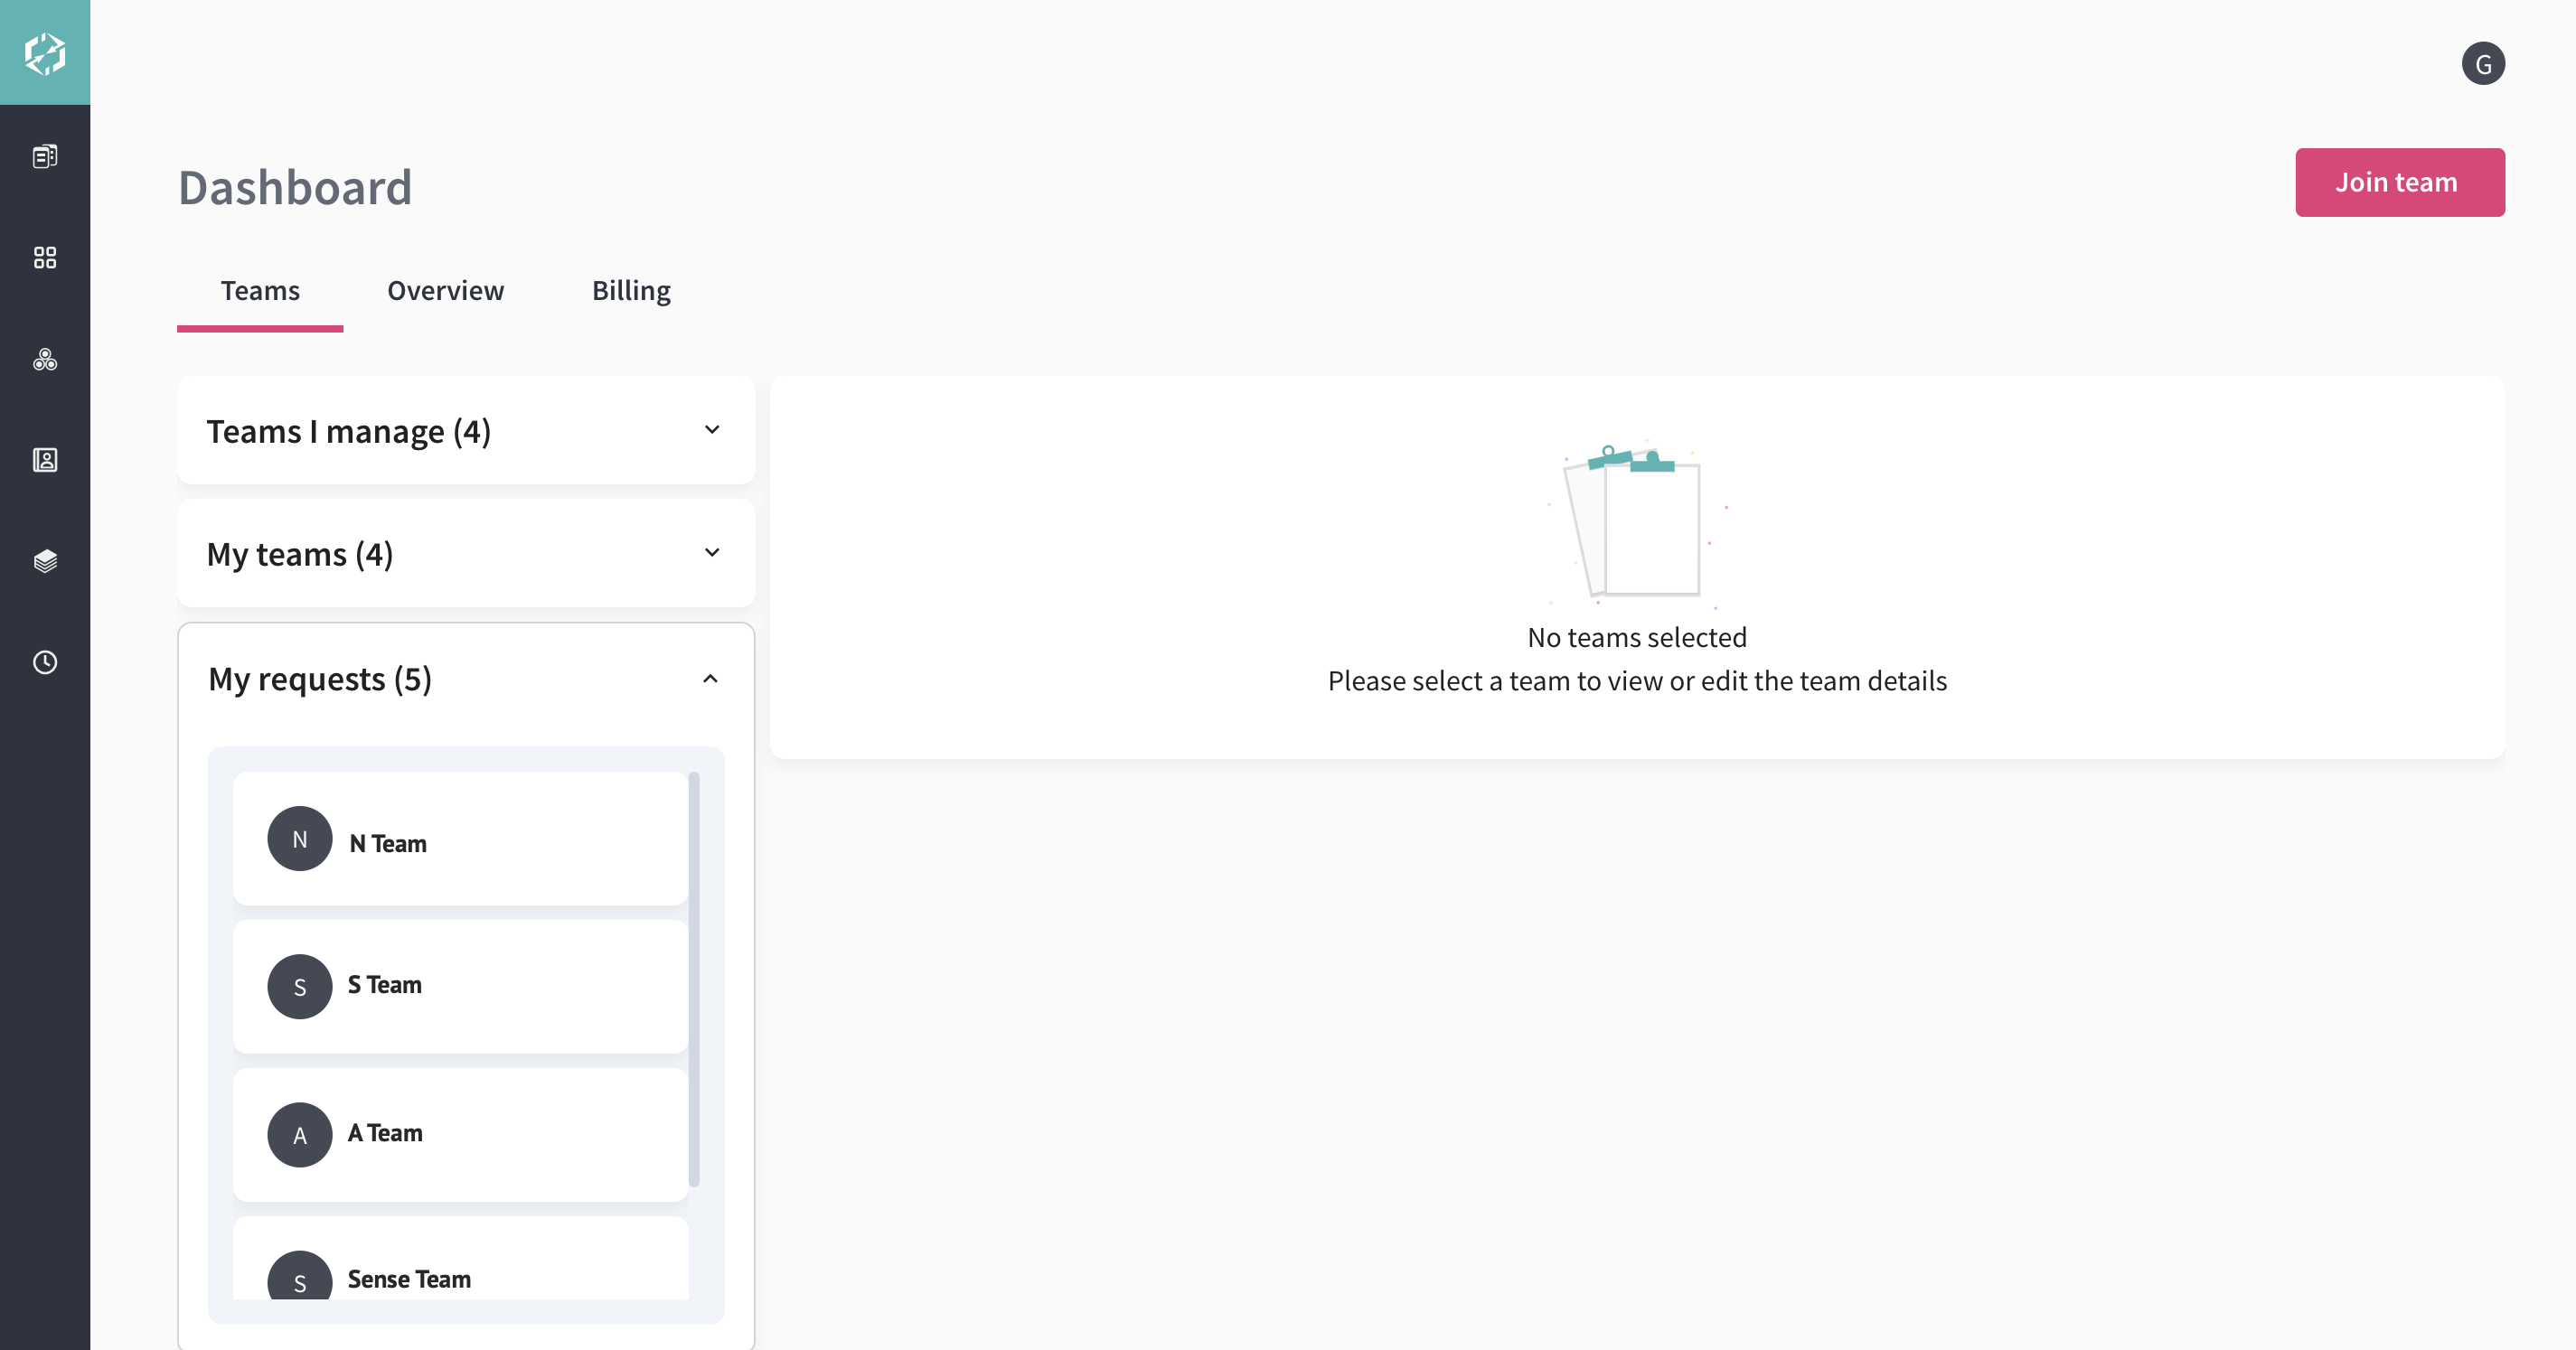 G
Dashboard
Join team
Teams
Overview
Billing
Teams I manage (4)
My teams (4)
My requests (5)
N
N Team
S
S Team
A
A Team
S
Sense Team
No teams selected
Please select a team to view or edit the team details